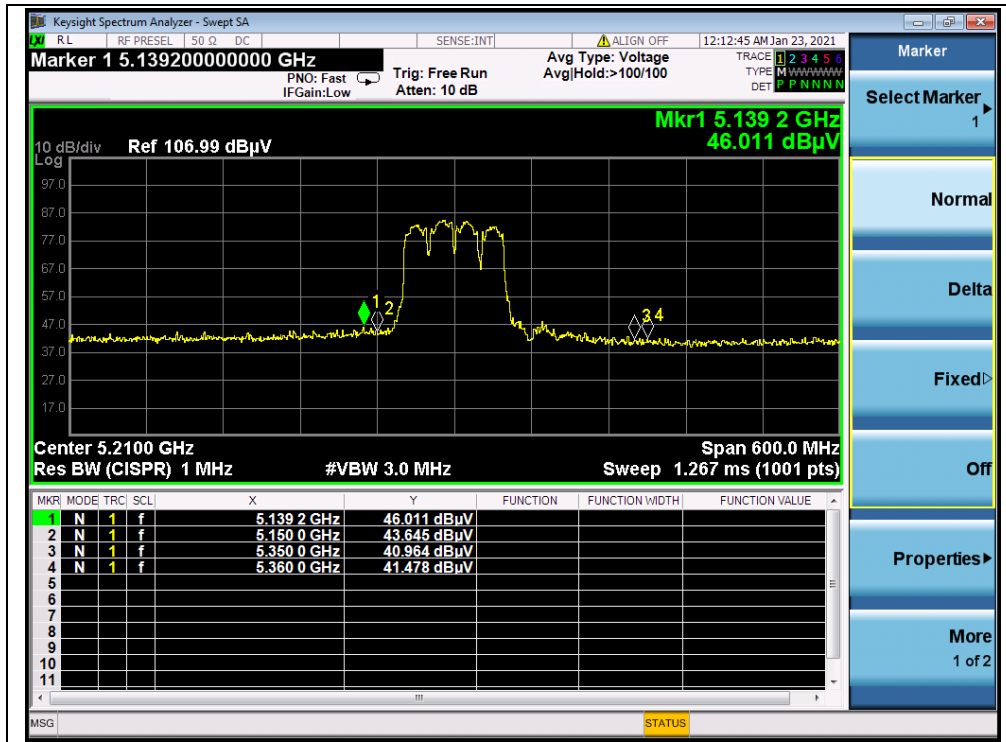 Keysight Spectrum Analyzer - Swept SA
LXI RL RF PRESEL 50 Ω DC SENSE:INT ALIGN OFF 12:12:45 AM Jan 23, 2021
Marker 1 5.139200000000 GHz
PNO: Fast
IFGain:Low
Trig: Free Run
Atten: 10 dB
Avg Type: Voltage
Avg|Hold:>100/100
TRACE 1 2 3 4 5 6
TYPE M WWWWW
DET P P N N N N
Mkr1 5.139 2 GHz
46.011 dBµV
10 dB/div Ref 106.99 dBµV
Log
97.0
87.0
77.0
67.0
57.0
47.0
37.0
27.0
17.0
1
2
3 4
Center 5.2100 GHz Span 600.0 MHz
Res BW (CISPR) 1 MHz #VBW 3.0 MHz Sweep 1.267 ms (1001 pts)
MKR MODE TRC SCL X Y FUNCTION FUNCTION WIDTH FUNCTION VALUE
1 N 1 f 5.139 2 GHz 46.011 dBµV
2 N 1 f 5.150 0 GHz 43.645 dBµV
3 N 1 f 5.350 0 GHz 40.964 dBµV
4 N 1 f 5.360 0 GHz 41.478 dBµV
5
6
7
8
9
10
11
MSG STATUS
Marker
Select Marker
1
Normal
Delta
Fixed
Off
Properties
More
1 of 2